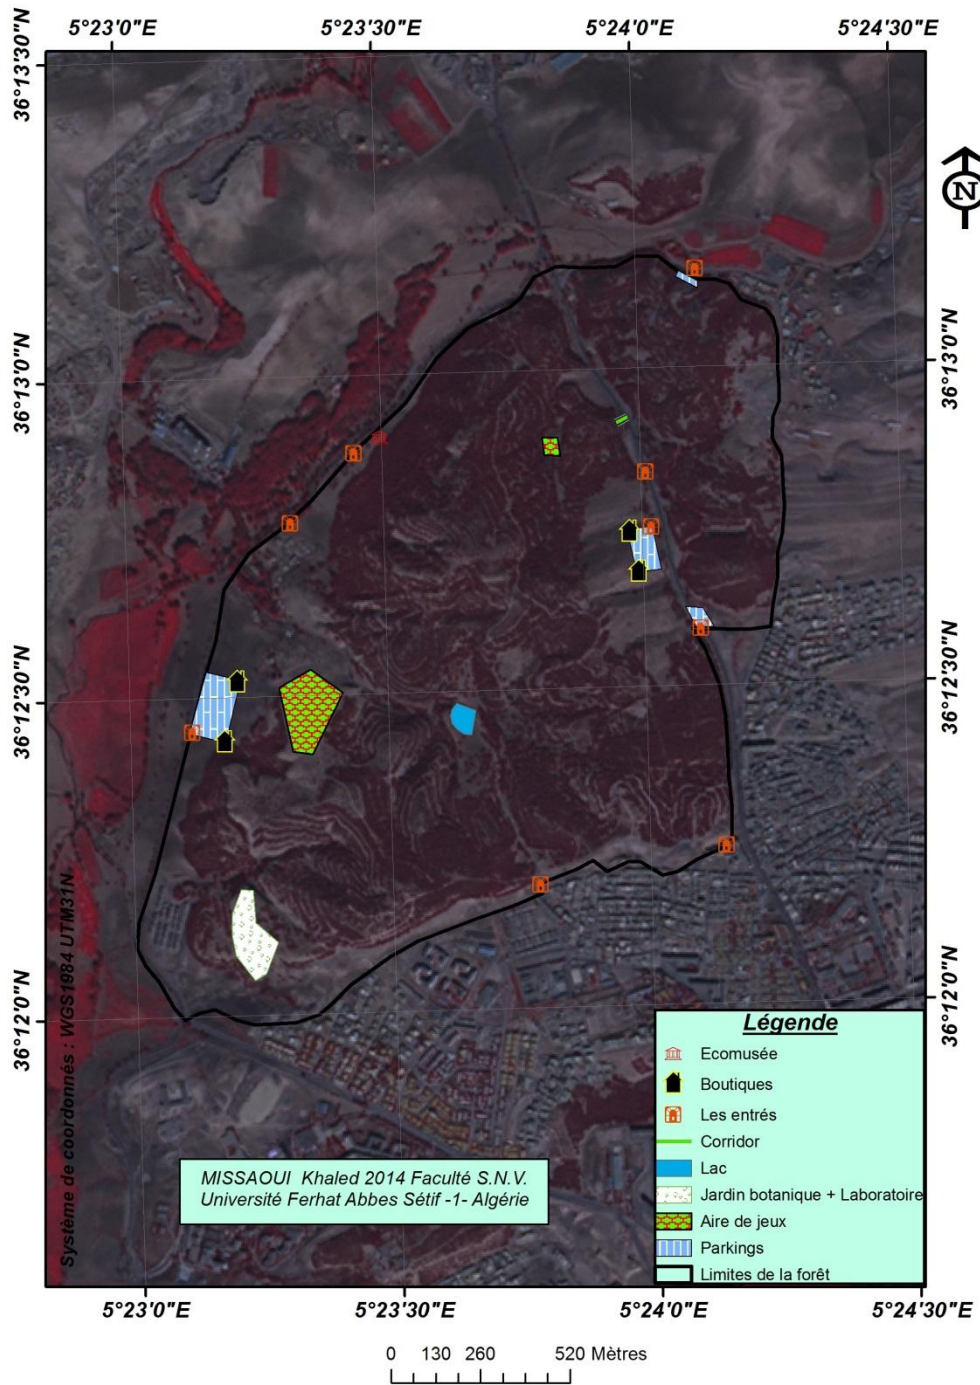 5°23'0"E 5°23'30"E 5°24'0"E 5°24'30"E
36°13'30"N
36°13'0"N
36°12'30"N
36°12'0"N
N
36°13'0"N
36°12'30"N
36°12'0"N
Système de coordonnés : WGS1984 UTM31N
MISSAOUI Khaled 2014 Faculté S.N.V.
Université Ferhat Abbes Sétif -1- Algérie
Légende
Ecomusée
Boutiques
Les entrés
Corridor
Lac
Jardin botanique + Laboratoire
Aire de jeux
Parkings
Limites de la forêt
5°23'0"E 5°23'30"E 5°24'0"E 5°24'30"E
0 130 260 520 Mètres